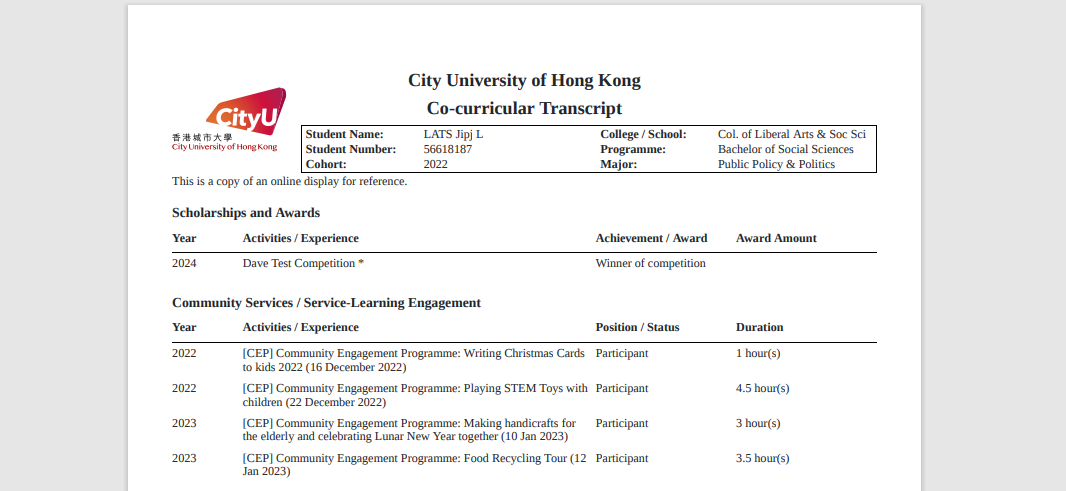 City University of Hong Kong
Co-curricular Transcript
CityU
香港城市大學
City University of Hong Kong
Student Name: LATS Jipj L College / School: Col. of Liberal Arts & Soc Sci
Student Number: 56618187 Programme: Bachelor of Social Sciences
Cohort: 2022 Major: Public Policy & Politics
This is a copy of an online display for reference.
Scholarships and Awards
Year Activities / Experience Achievement / Award Award Amount
2024 Dave Test Competition * Winner of competition
Community Services / Service-Learning Engagement
Year Activities / Experience Position / Status Duration
2022 [CEP] Community Engagement Programme: Writing Christmas Cards Participant 1 hour(s)
to kids 2022 (16 December 2022)
2022 [CEP] Community Engagement Programme: Playing STEM Toys with Participant 4.5 hour(s)
children (22 December 2022)
2023 [CEP] Community Engagement Programme: Making handicrafts for Participant 3 hour(s)
the elderly and celebrating Lunar New Year together (10 Jan 2023)
2023 [CEP] Community Engagement Programme: Food Recycling Tour (12 Participant 3.5 hour(s)
Jan 2023)